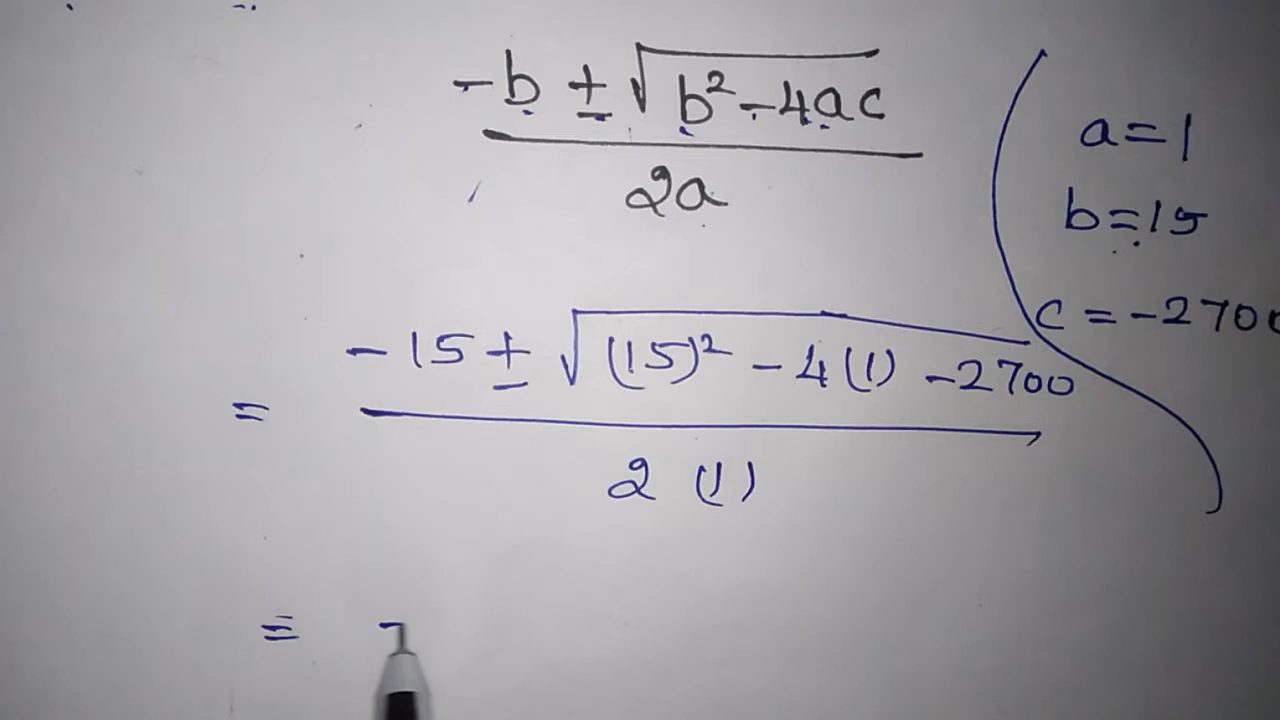 -b ± √b² - 4ac
2a
a = 1
b = 15
c = -2700
= -15 ± √(15)² - 4(1) -2700
2 (1)
= -